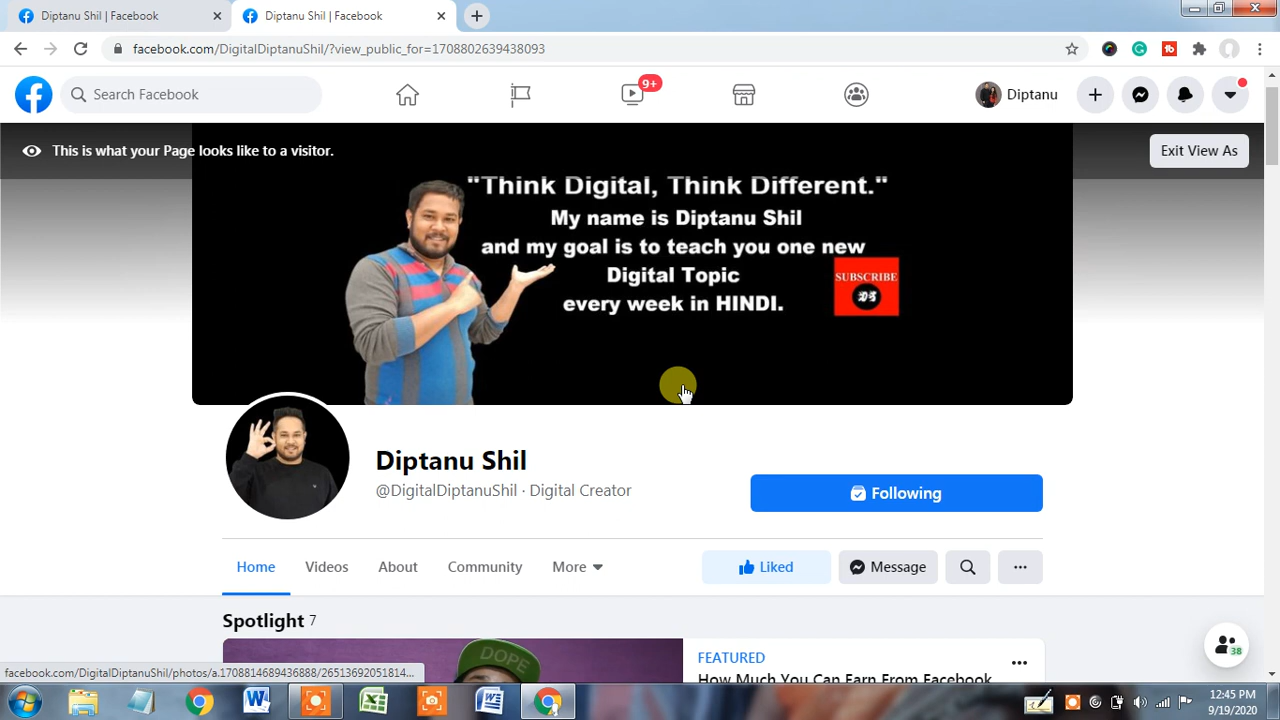 Diptanu Shil | Facebook
Diptanu Shil | Facebook
facebook.com/DigitalDiptanuShil/?view_public_for=1708802639438093
Search Facebook
9+
Diptanu
This is what your Page looks like to a visitor.
Exit View As
"Think Digital, Think Different."
My name is Diptanu Shil
and my goal is to teach you one new
Digital Topic
every week in HINDI.
SUBSCRIBE
DS
Diptanu Shil
@DigitalDiptanuShil · Digital Creator
Following
Home Videos About Community More
Liked Message
Spotlight 7
DOPE
FEATURED
How Much You Can Earn From Facebook
38
facebook.com/DigitalDiptanuShil/photos/a.1708814689436888/26513692051814...
12:45 PM
9/19/2020